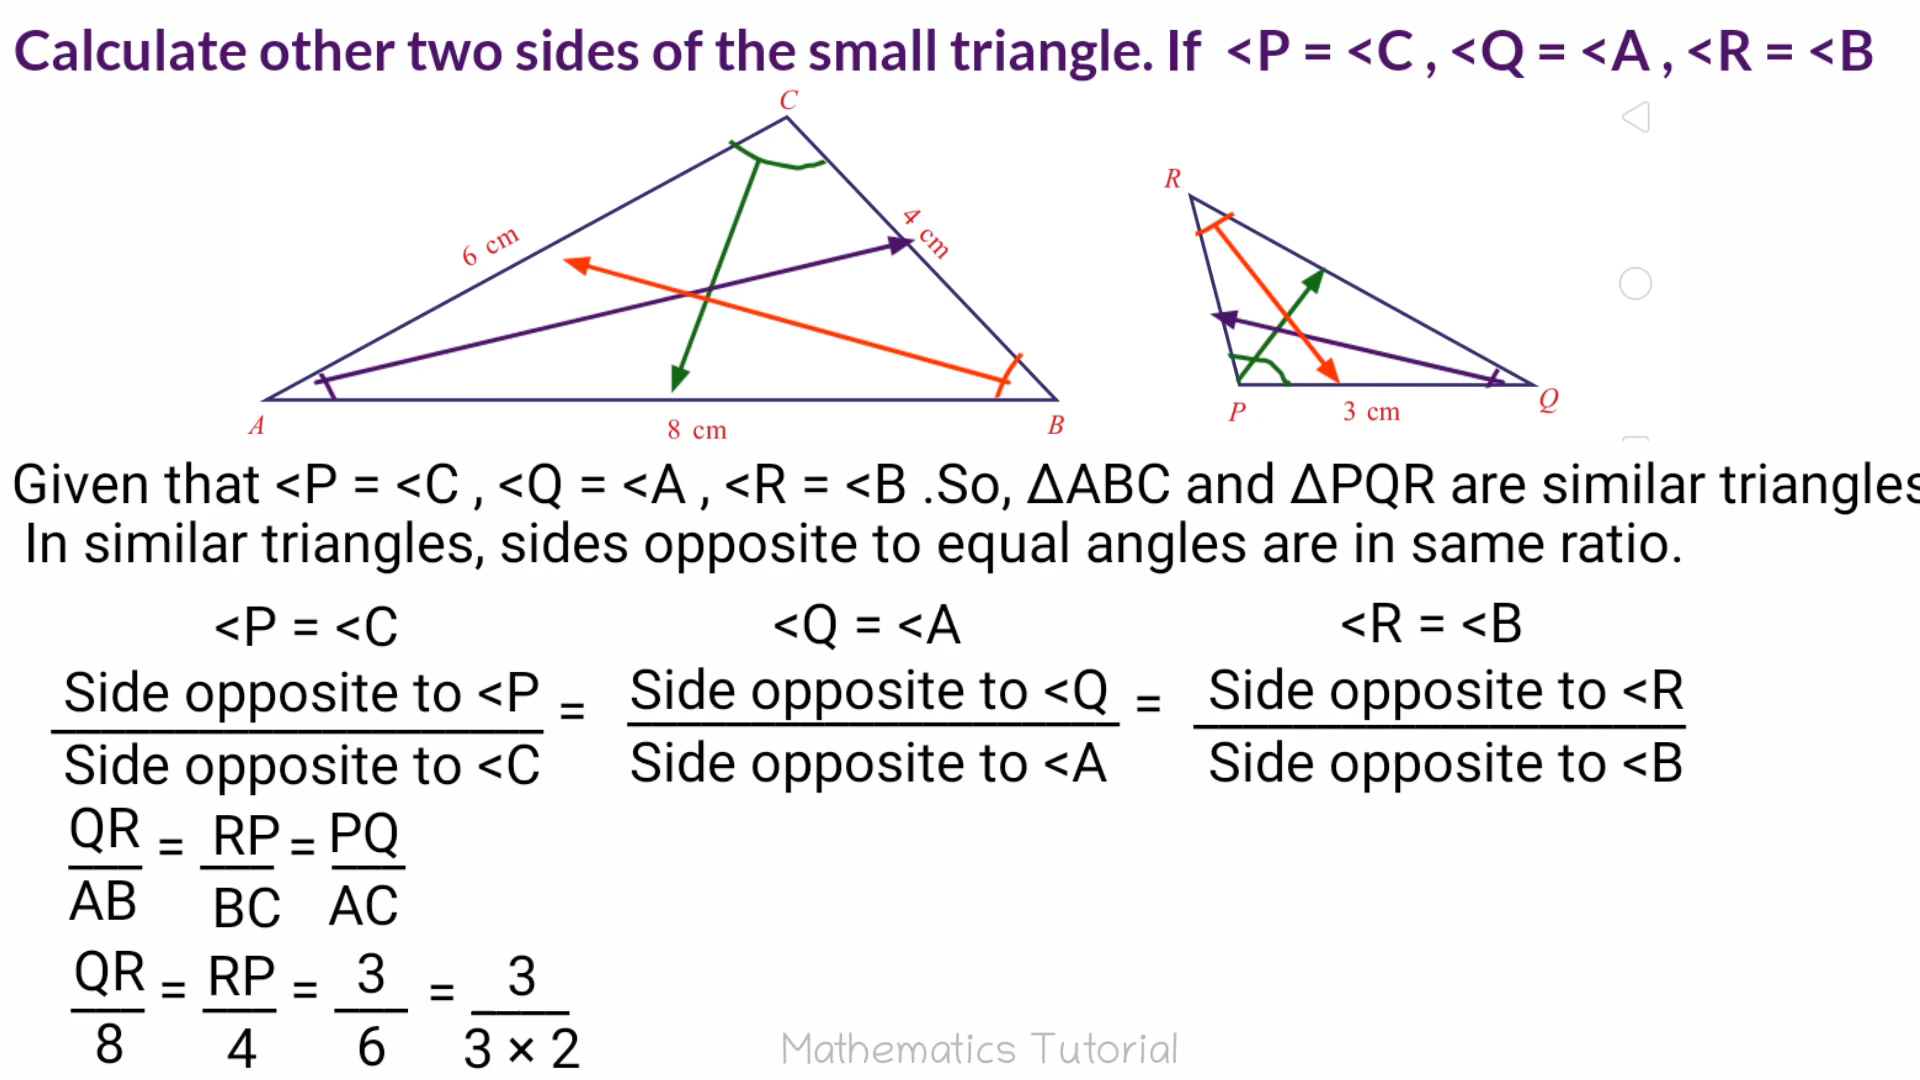 Calculate other two sides of the small triangle. If <P = <C , <Q = <A , <R = <B
C
R
6 cm
4 cm
A
8 cm
B
P
3 cm
Q
Given that <P = <C , <Q = <A , <R = <B .So, ΔABC and ΔPQR are similar triangles
In similar triangles, sides opposite to equal angles are in same ratio.
<P = <C <Q = <A <R = <B
Side opposite to <P = Side opposite to <Q = Side opposite to <R
Side opposite to <C Side opposite to <A Side opposite to <B
QR = RP = PQ
AB BC AC
QR = RP = 3 = 3
8 4 6 3 × 2
Mathematics Tutorial